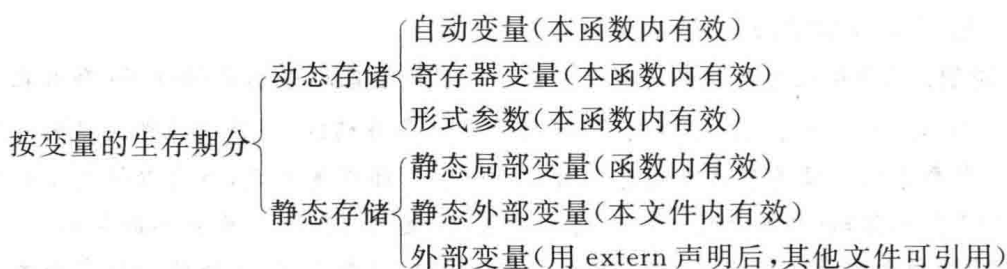 自动变量(本函数内有效)
动态存储 寄存器变量(本函数内有效)
形式参数(本函数内有效)
按变量的生存期分
静态局部变量(函数内有效)
静态存储 静态外部变量(本文件内有效)
外部变量(用 extern 声明后,其他文件可引用)